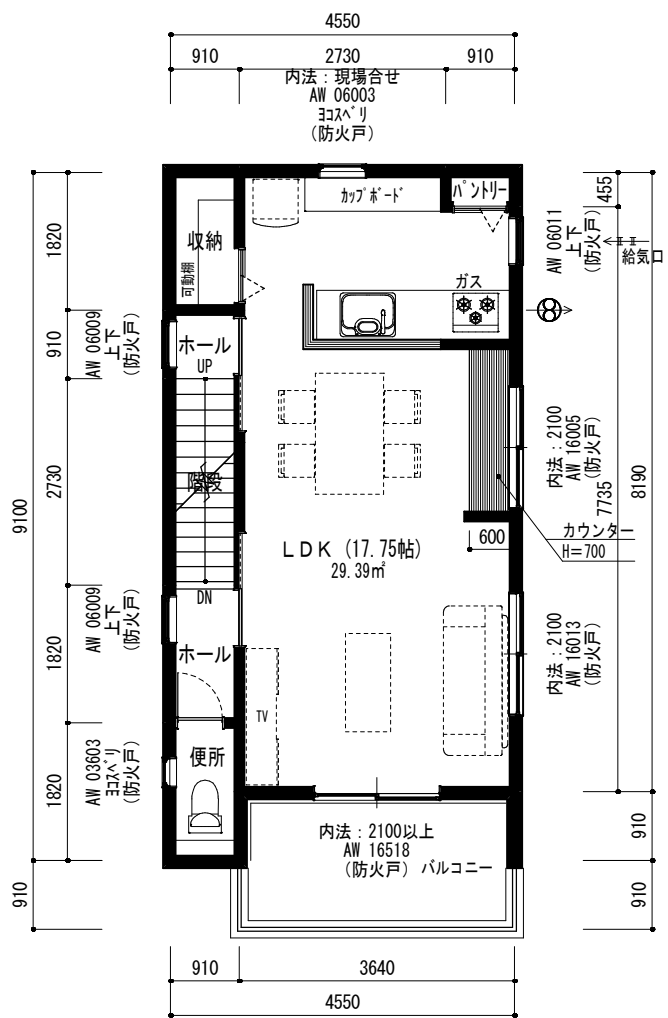 4550
910
2730
910
内法：現場合せ
AW 06003
ﾖｺｽﾍﾞﾘ
(防火戸)
9100
1820
910
2730
1820
1820
910
AW 06009
上下
(防火戸)
AW 06009
上下
(防火戸)
AW 03603
ﾖｺｽﾍﾞﾘ
(防火戸)
収納
可動棚
ｶｯﾌﾟﾎﾞｰﾄﾞ
ﾊﾟﾝﾄﾘｰ
ガス
ホール
UP
階段
DN
ホール
便所
TV
LDK (17.75帖)
29.39㎡
600
カウンター
H=700
455
AW 06011
上下
(防火戸)
給気口
内法：2100
AW 16005
(防火戸)
7735
8190
内法：2100
AW 16013
(防火戸)
910
910
内法：2100以上
AW 16518
(防火戸) バルコニー
910
3640
4550